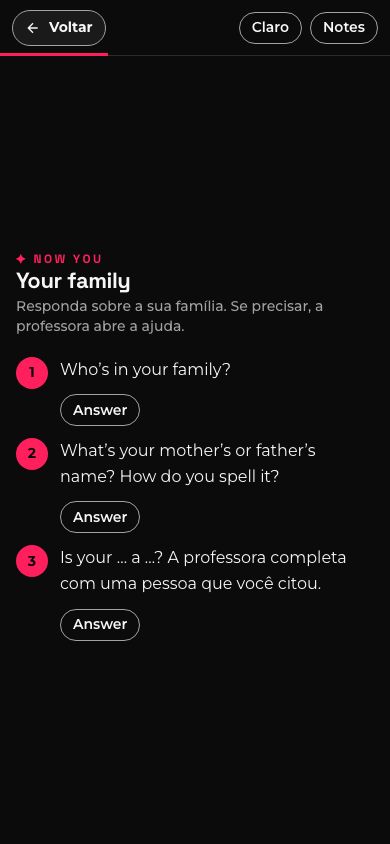 ← Voltar
Claro
Notes
✦ NOW YOU
Your family
Responda sobre a sua família. Se precisar, a
professora abre a ajuda.
1
Who’s in your family?
Answer
2
What’s your mother’s or father’s
name? How do you spell it?
Answer
3
Is your … a …? A professora completa
com uma pessoa que você citou.
Answer